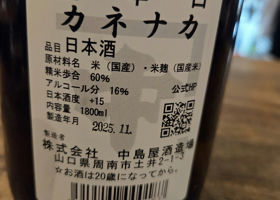 カネナカ
品目 日本酒
原材料名 米(国産)・米麹(国産米)
精米歩合 60%
アルコール分 16%
日本酒度 +15
内容量 1800ml
公式HP
2025.11.
製造者
株式会社 中島屋酒造場
山口県周南市土井2-1-3
☆お酒は20歳になってから。